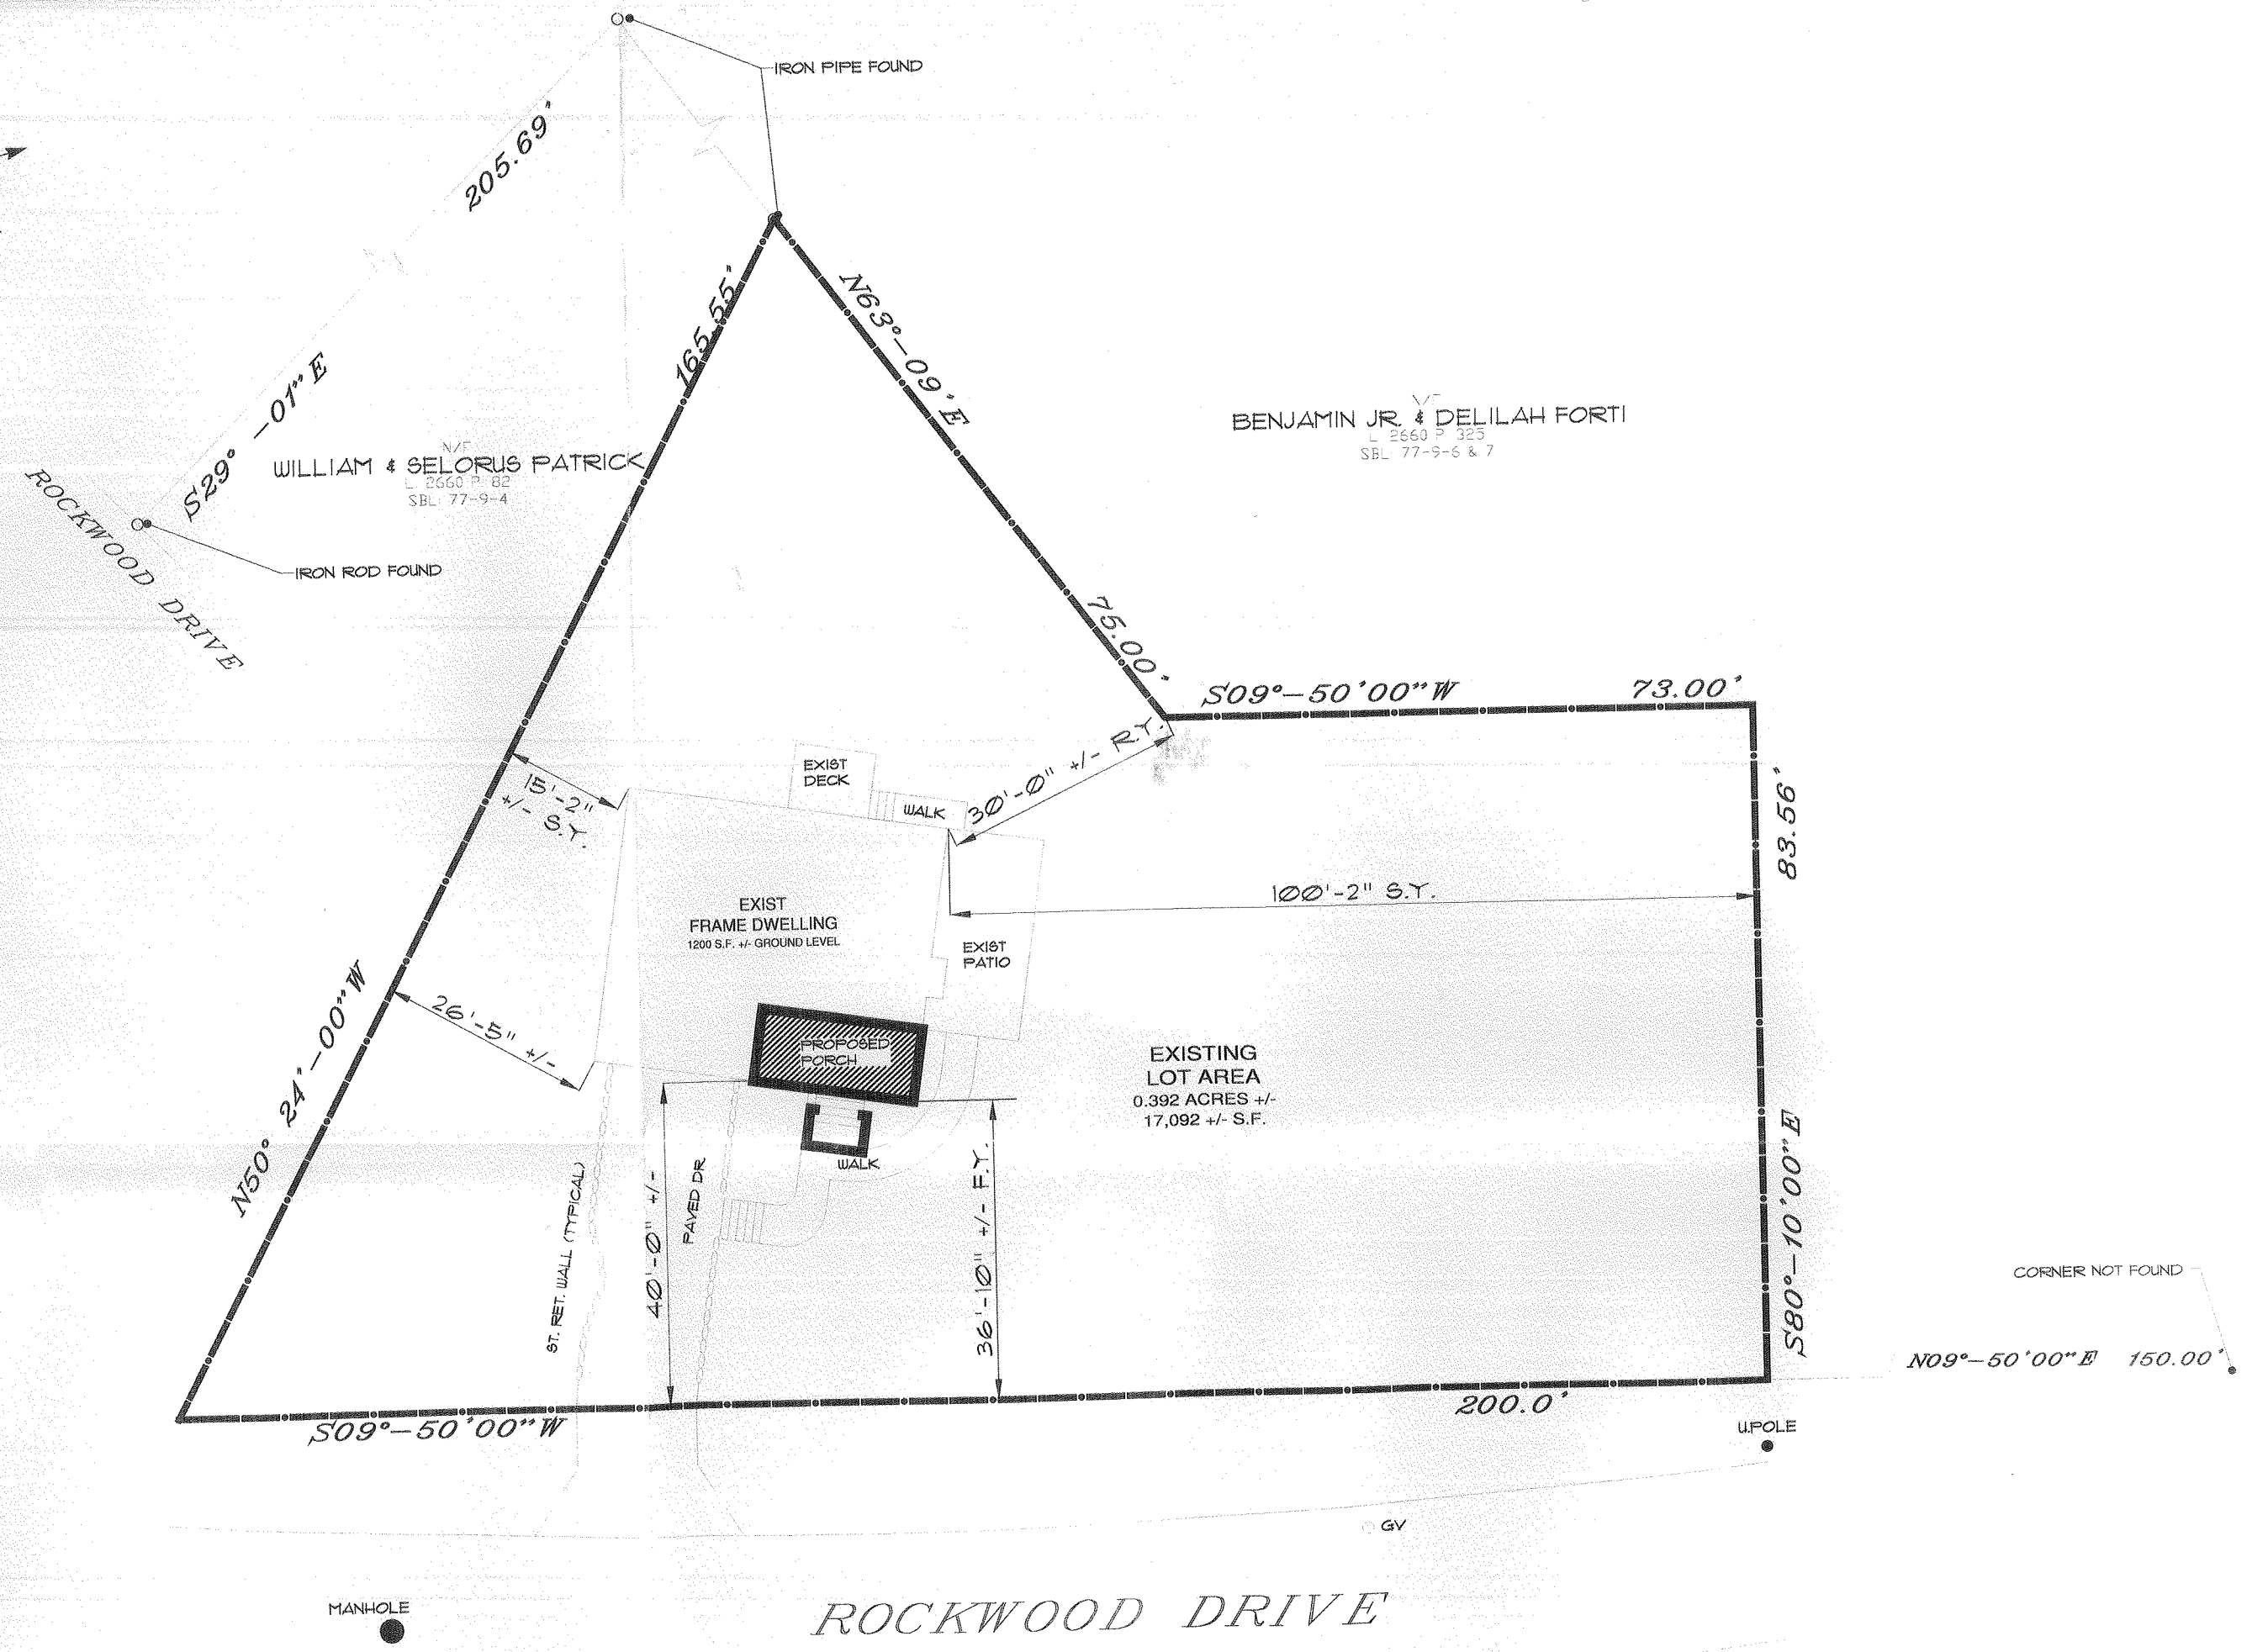 IRON PIPE FOUND
205.69'
S29° -01" E
165.55'
N63°-09' E
N/F
WILLIAM & SELORUS PATRICK
L. 2660 P. 82
SBL: 77-9-4
BENJAMIN JR. & DELILAH FORTI
L 2660 P 325
SBL: 77-9-6 & 7
ROCKWOOD DRIVE
IRON ROD FOUND
75.00'
S09°-50'00"W
73.00'
15'-2"
+/- S.Y.
EXIST
DECK
WALK
30'-0" +/- R.Y.
83.56'
100'-2" S.Y.
EXIST
FRAME DWELLING
1200 S.F. +/- GROUND LEVEL
EXIST
PATIO
N50° 24'-00"W
26'-5" +/-
PROPOSED
PORCH
EXISTING
LOT AREA
0.392 ACRES +/-
17,092 +/- S.F.
ST. RET. WALL (TYPICAL)
40'-0" +/-
PAVED DR
WALK
36'-10" +/- F.Y.
S80°-10'00"E
CORNER NOT FOUND
N09°-50'00"E 150.00'
S09°-50'00"W
200.0'
U.POLE
GV
MANHOLE
ROCKWOOD DRIVE